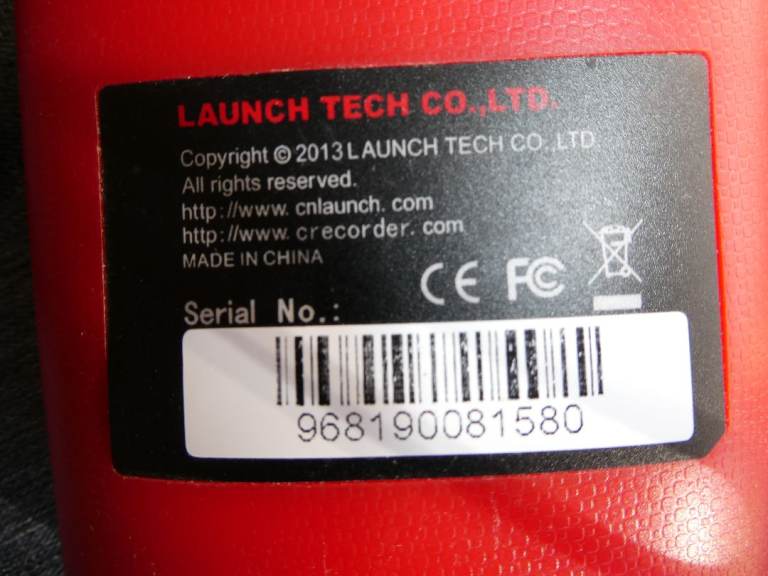 LAUNCH TECH CO.,LTD.
Copyright © 2013 LAUNCH TECH CO.,LTD
All rights reserved.
http://www.cnlaunch.com
http://www.crecorder.com
MADE IN CHINA
CE FC
Serial No.:
968190081580